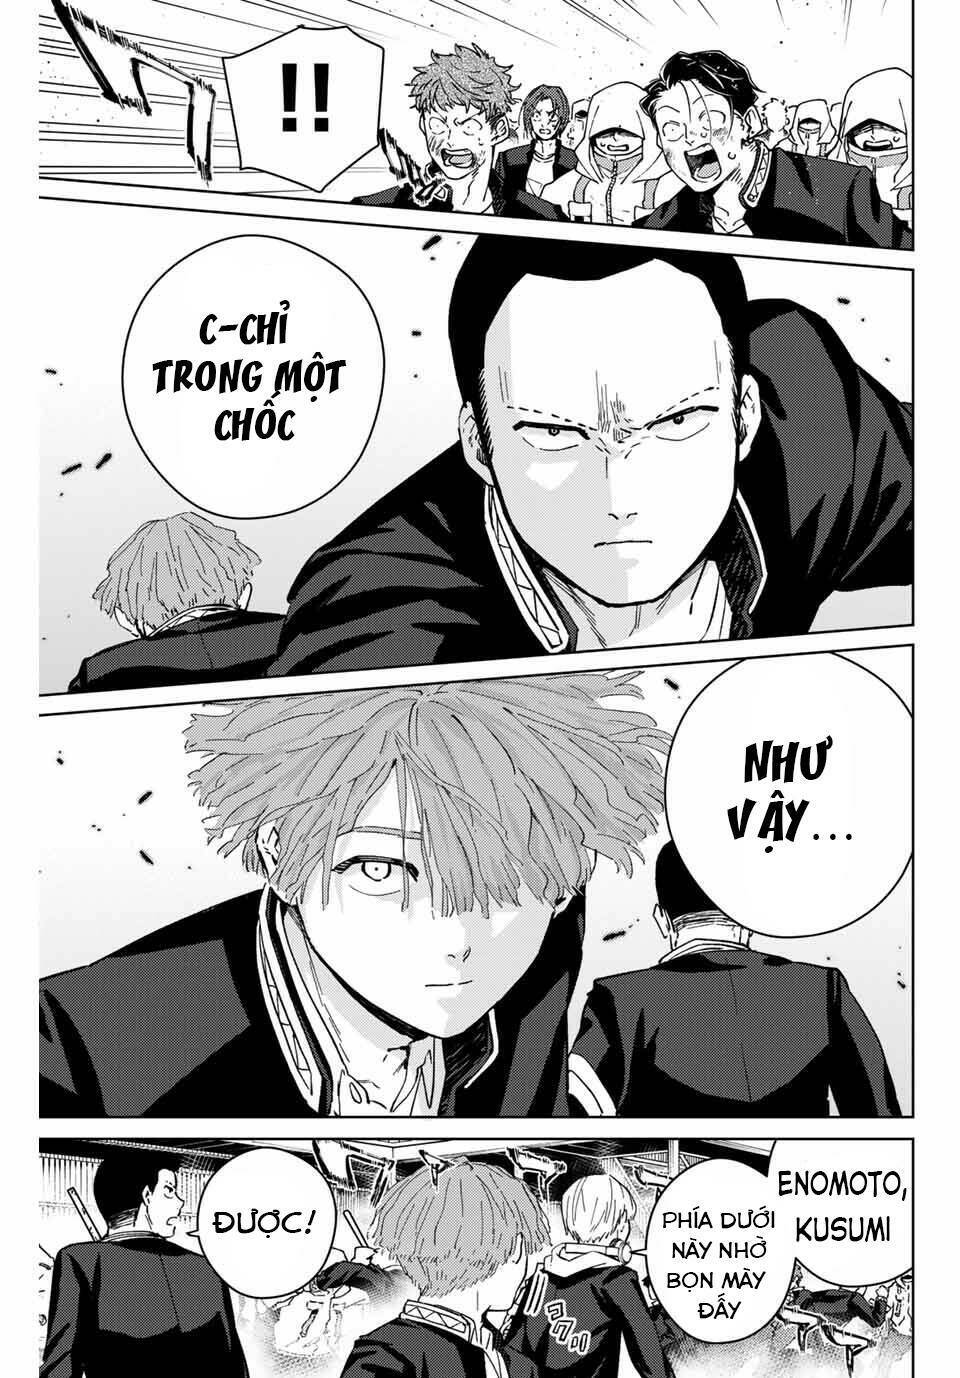 !!
C-CHỈ
TRONG MỘT
CHỐC
NHƯ
VẬY...
ENOMOTO,
KUSUMI
PHÍA DƯỚI
NÀY NHỜ
BỌN MÀY
ĐẤY
ĐƯỢC!